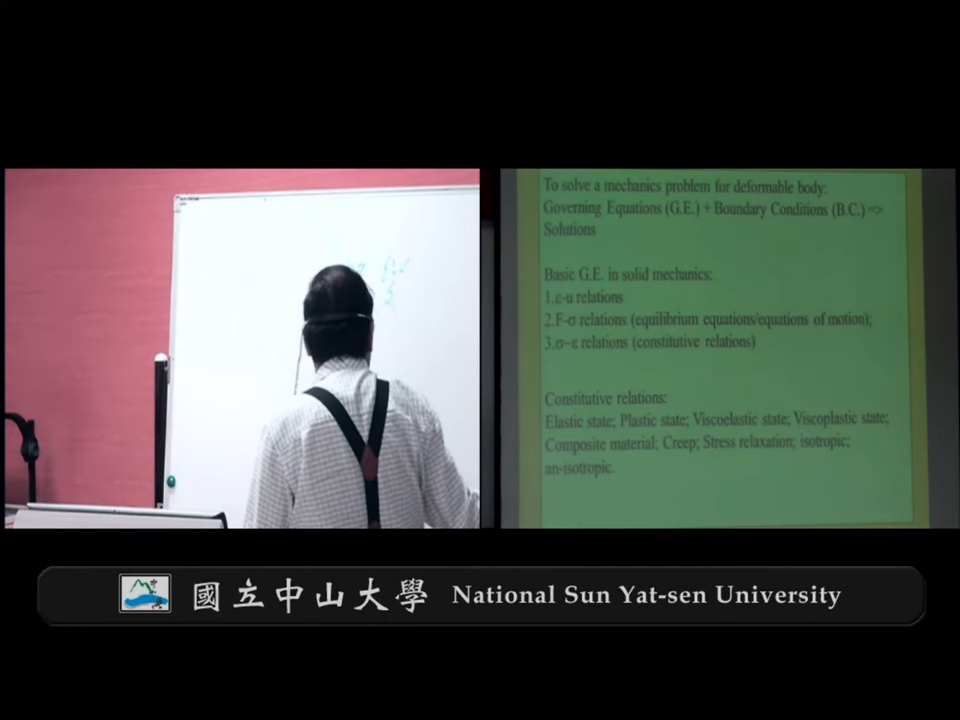 To solve a mechanics problem for deformable body:
Governing Equations (G.E.) + Boundary Conditions (B.C.) =>
Solutions
Basic G.E. in solid mechanics:
1.ε-u relations
2.F-σ relations (equilibrium equations/equations of motion);
3.σ-ε relations (constitutive relations)
Constitutive relations:
Elastic state; Plastic state; Viscoelastic state; Viscoplastic state;
Composite material; Creep; Stress relaxation; isotropic;
an-isotropic.
國立中山大學 National Sun Yat-sen University